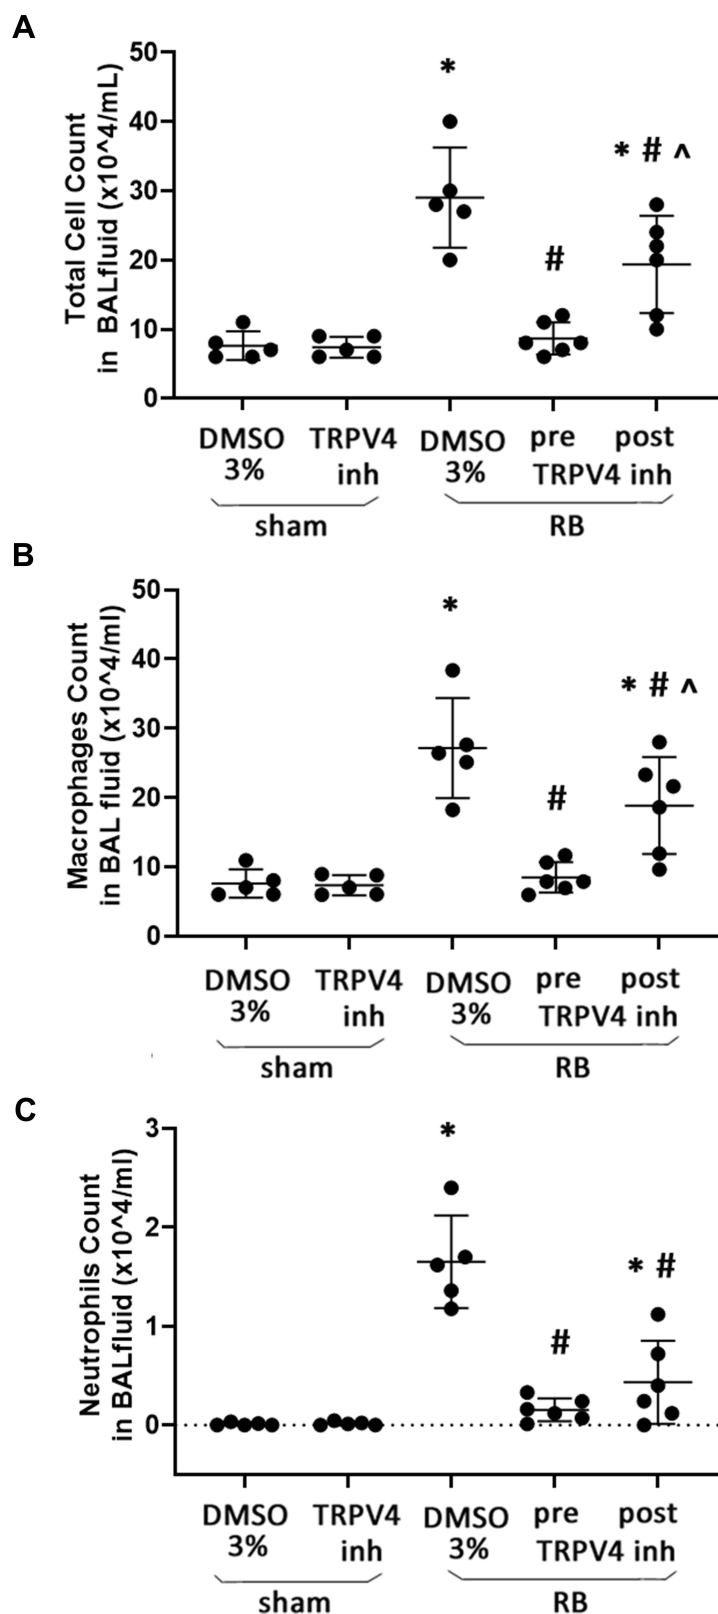 A
Total Cell Count
in BALfluid (x10^4/mL)
50
40
30
20
10
0
*
#
* # ^
DMSO 3%
TRPV4 inh
DMSO 3%
pre post
TRPV4 inh
sham
RB
B
Macrophages Count
in BAL fluid (x10^4/ml)
50
40
30
20
10
0
*
#
* # ^
DMSO 3%
TRPV4 inh
DMSO 3%
pre post
TRPV4 inh
sham
RB
C
Neutrophils Count
in BALfluid (x10^4/ml)
3
2
1
0
*
#
* #
DMSO 3%
TRPV4 inh
DMSO 3%
pre post
TRPV4 inh
sham
RB